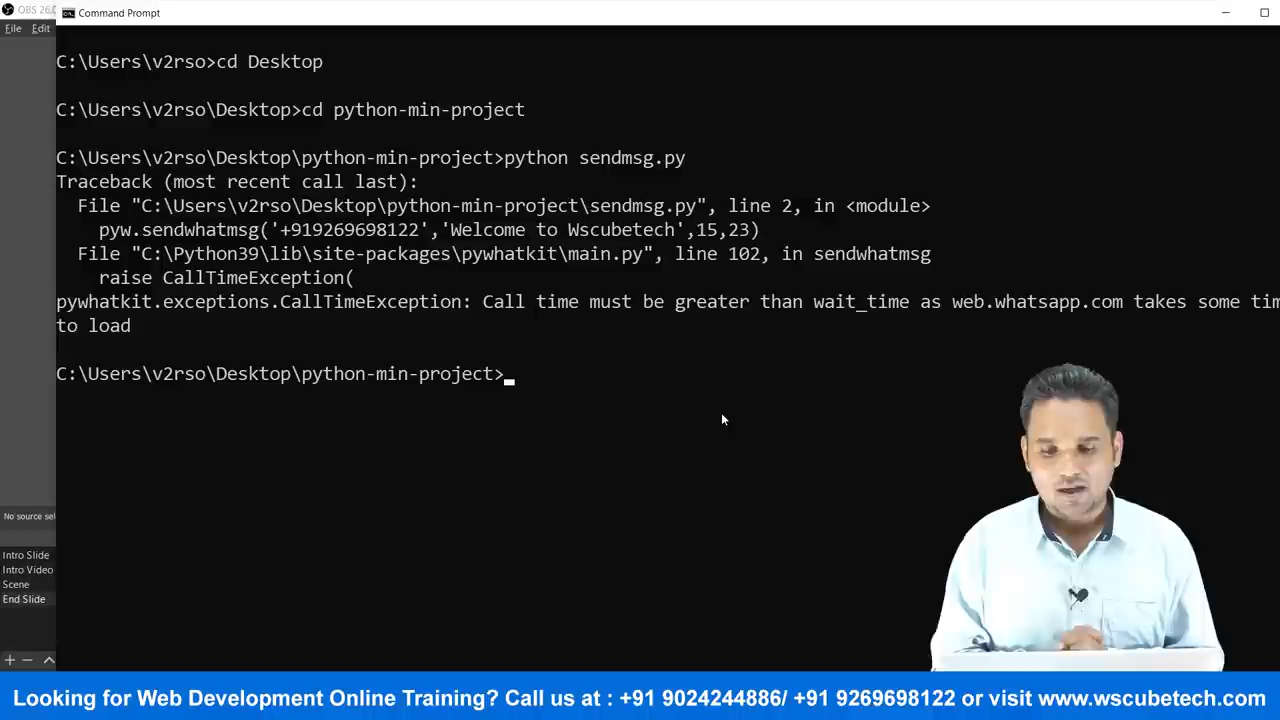 OBS 26.
Command Prompt
File Edit
C:\Users\v2rso>cd Desktop
C:\Users\v2rso\Desktop>cd python-min-project
C:\Users\v2rso\Desktop\python-min-project>python sendmsg.py
Traceback (most recent call last):
File "C:\Users\v2rso\Desktop\python-min-project\sendmsg.py", line 2, in <module>
pyw.sendwhatmsg('+919269698122','Welcome to Wscubetech',15,23)
File "C:\Python39\lib\site-packages\pywhatkit\main.py", line 102, in sendwhatmsg
raise CallTimeException(
pywhatkit.exceptions.CallTimeException: Call time must be greater than wait_time as web.whatsapp.com takes some tim
to load
C:\Users\v2rso\Desktop\python-min-project>
No source sel
Intro Slide
Intro Video
Scene
End Slide
Looking for Web Development Online Training? Call us at : +91 9024244886/ +91 9269698122 or visit www.wscubetech.com